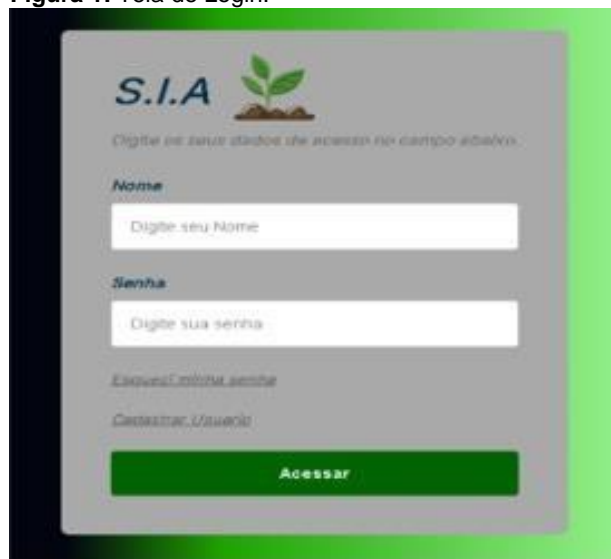 Figura 1. Tela de Login.
S.I.A
Digite os seus dados de acesso no campo abaixo.
Nome
Digite seu Nome
Senha
Digite sua senha
Esqueci minha senha
Cadastrar Usuario
Acessar